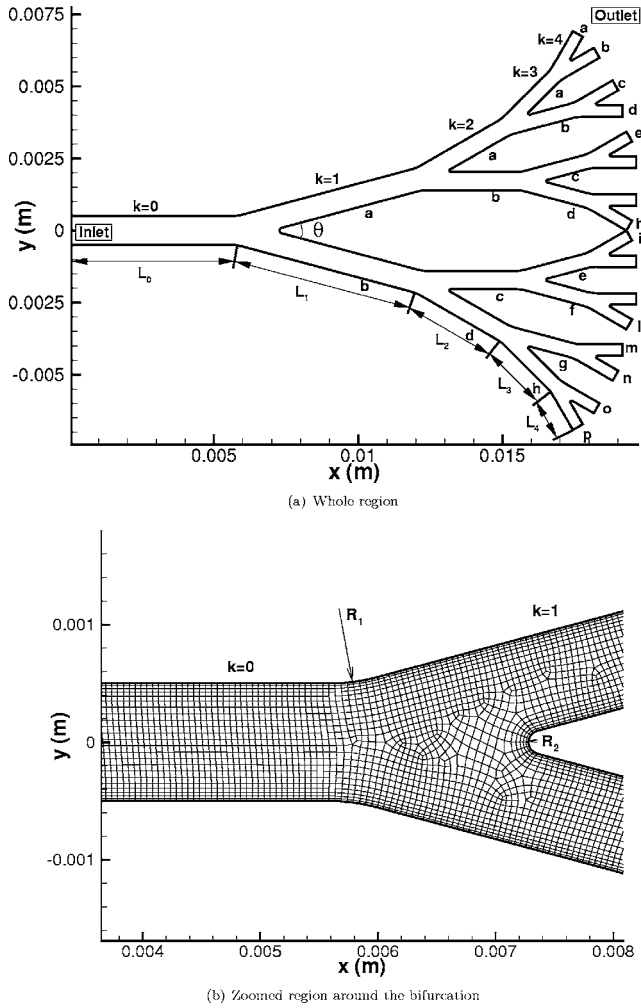 0.0075
Outlet
k=4
a
b
k=3
0.005
a
c
k=2
b
d
a
e
0.0025
k=1
c
k=0
a
b
d
h
y (m)
0
Inlet
θ
i
L0
L1
b
e
-0.0025
c
f
l
L2
d
m
g
n
-0.005
L3
h
o
L4
p
0.005
0.01
0.015
x (m)
(a) Whole region
R1
k=1
0.001
k=0
y (m)
0
R2
-0.001
0.004
0.005
0.006
0.007
0.008
x (m)
(b) Zoomed region around the bifurcation